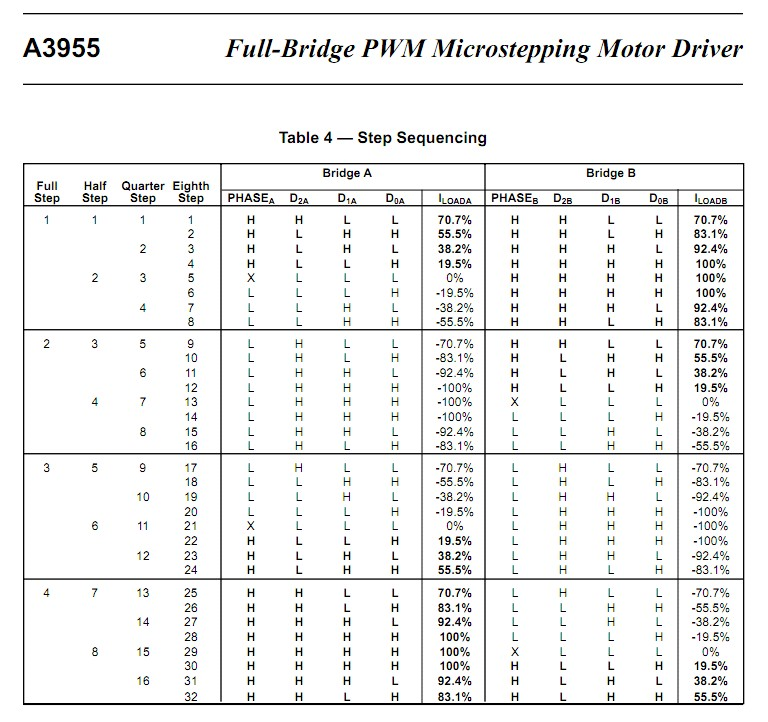 A3955 Full-Bridge PWM Microstepping Motor Driver
Table 4 — Step Sequencing
Bridge A Bridge B
Full Half Quarter Eighth
Step Step Step Step PHASEA D2A D1A D0A ILOADA PHASEB D2B D1B D0B ILOADB
1 1 1 1 H H L L 70.7% H H L L 70.7%
2 H L H H 55.5% H H L H 83.1%
2 3 H L H L 38.2% H H H L 92.4%
4 H L L H 19.5% H H H H 100%
2 3 5 X L L L 0% H H H H 100%
6 L L L H -19.5% H H H H 100%
4 7 L L H L -38.2% H H H L 92.4%
8 L L H H -55.5% H H L H 83.1%
2 3 5 9 L H L L -70.7% H H L L 70.7%
10 L H L H -83.1% H L H H 55.5%
6 11 L H H L -92.4% H L H L 38.2%
12 L H H H -100% H L L H 19.5%
4 7 13 L H H H -100% X L L L 0%
14 L H H H -100% L L L H -19.5%
8 15 L H H L -92.4% L L H L -38.2%
16 L H L H -83.1% L L H H -55.5%
3 5 9 17 L H L L -70.7% L H L L -70.7%
18 L L H H -55.5% L H L H -83.1%
10 19 L L H L -38.2% L H H L -92.4%
20 L L L H -19.5% L H H H -100%
6 11 21 X L L L 0% L H H H -100%
22 H L L H 19.5% L H H H -100%
12 23 H L H L 38.2% L H H L -92.4%
24 H L H H 55.5% L H L H -83.1%
4 7 13 25 H H L L 70.7% L H L L -70.7%
26 H H L H 83.1% L L H H -55.5%
14 27 H H H L 92.4% L L H L -38.2%
28 H H H H 100% L L L H -19.5%
8 15 29 H H H H 100% X L L L 0%
30 H H H H 100% H L L H 19.5%
16 31 H H H L 92.4% H L H L 38.2%
32 H H L H 83.1% H L H H 55.5%